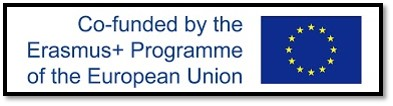 Co-funded by the
Erasmus+ Programme
of the European Union